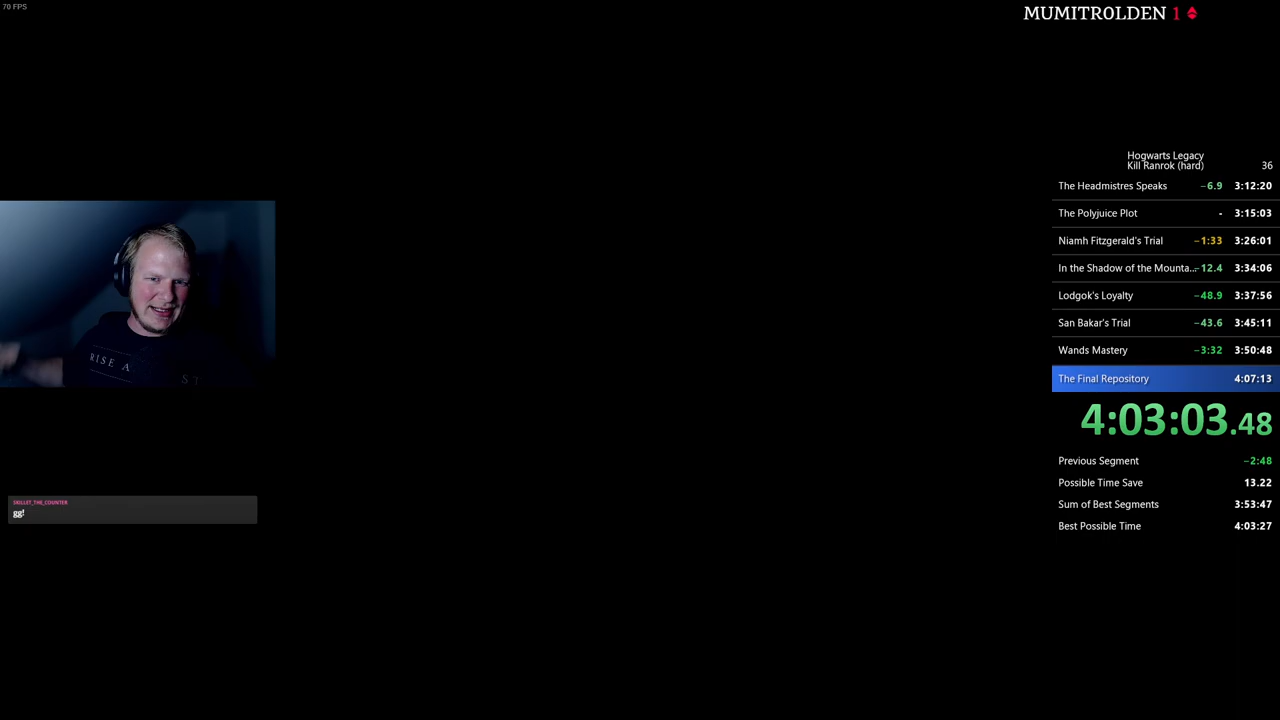 70 FPS
MUMITROLDEN 1
Hogwarts Legacy
Kill Ranrok (hard) 36
The Headmistres Speaks -6.9 3:12:20
The Polyjuice Plot - 3:15:03
Niamh Fitzgerald's Trial -1:33 3:26:01
In the Shadow of the Mounta... -12.4 3:34:06
Lodgok's Loyalty -48.9 3:37:56
San Bakar's Trial -43.6 3:45:11
RISE A ST
Wands Mastery -3:32 3:50:48
The Final Repository 4:07:13
4:03:03.48
Previous Segment -2:48
Possible Time Save 13.22
Sum of Best Segments 3:53:47
Best Possible Time 4:03:27
SKILLET_THE_COUNTER
gg!